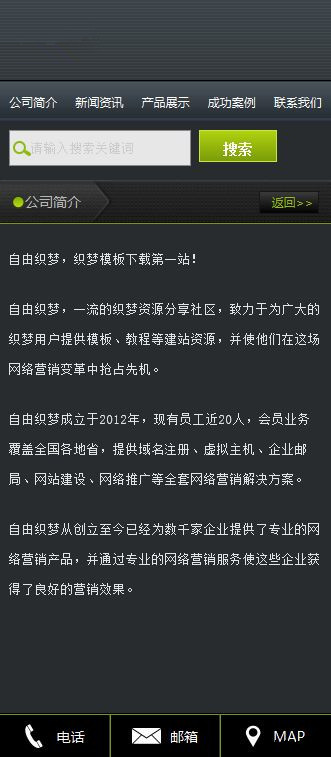 公司简介 新闻资讯 产品展示 成功案例 联系我们
请输入搜索关键词 搜索
公司简介 返回>>
自由织梦，织梦模板下载第一站！
自由织梦，一流的织梦资源分享社区，致力于为广大的
织梦用户提供模板、教程等建站资源，并使他们在这场
网络营销变革中抢占先机。
自由织梦成立于2012年，现有员工近20人，会员业务
覆盖全国各地省，提供域名注册、虚拟主机、企业邮
局、网站建设、网络推广等全套网络营销解决方案。
自由织梦从创立至今已经为数千家企业提供了专业的网
络营销产品，并通过专业的网络营销服务使这些企业获
得了良好的营销效果。
电话 邮箱 MAP